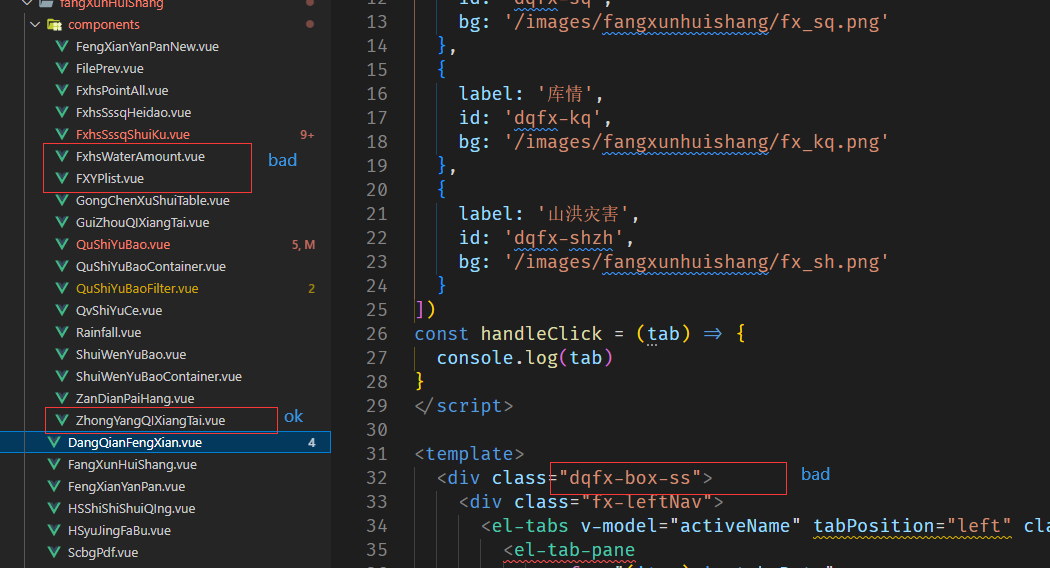 fangXunHuiShang
components
FengXianYanPanNew.vue
FilePrev.vue
FxhsPointAll.vue
FxhsSssqHeidao.vue
FxhsSssqShuiKu.vue 9+
FxhsWaterAmount.vue
bad
FXYPlist.vue
GongChenXuShuiTable.vue
GuiZhouQIXiangTai.vue
QuShiYuBao.vue 5, M
QuShiYuBaoContainer.vue
QuShiYuBaoFilter.vue 2
QvShiYuCe.vue
Rainfall.vue
ShuiWenYuBao.vue
ShuiWenYuBaoContainer.vue
ZanDianPaiHang.vue
ZhongYangQIXiangTai.vue
ok
DangQianFengXian.vue 4
FangXunHuiShang.vue
FengXianYanPan.vue
HSShiShiShuiQIng.vue
HSyuJingFaBu.vue
ScbgPdf.vue
12 id: 'dqfx-sq',
13 bg: '/images/fangxunhuishang/fx_sq.png'
14 },
15 {
16 label: '库情',
17 id: 'dqfx-kq',
18 bg: '/images/fangxunhuishang/fx_kq.png'
19 },
20 {
21 label: '山洪灾害',
22 id: 'dqfx-shzh',
23 bg: '/images/fangxunhuishang/fx_sh.png'
24 }
25 ])
26 const handleClick = (tab) => {
27 console.log(tab)
28 }
29 </script>
30
31 <template>
32 <div class="dqfx-box-ss">
bad
33 <div class="fx-leftNav">
34 <el-tabs v-model="activeName" tabPosition="left" cla
35 <el-tab-pane